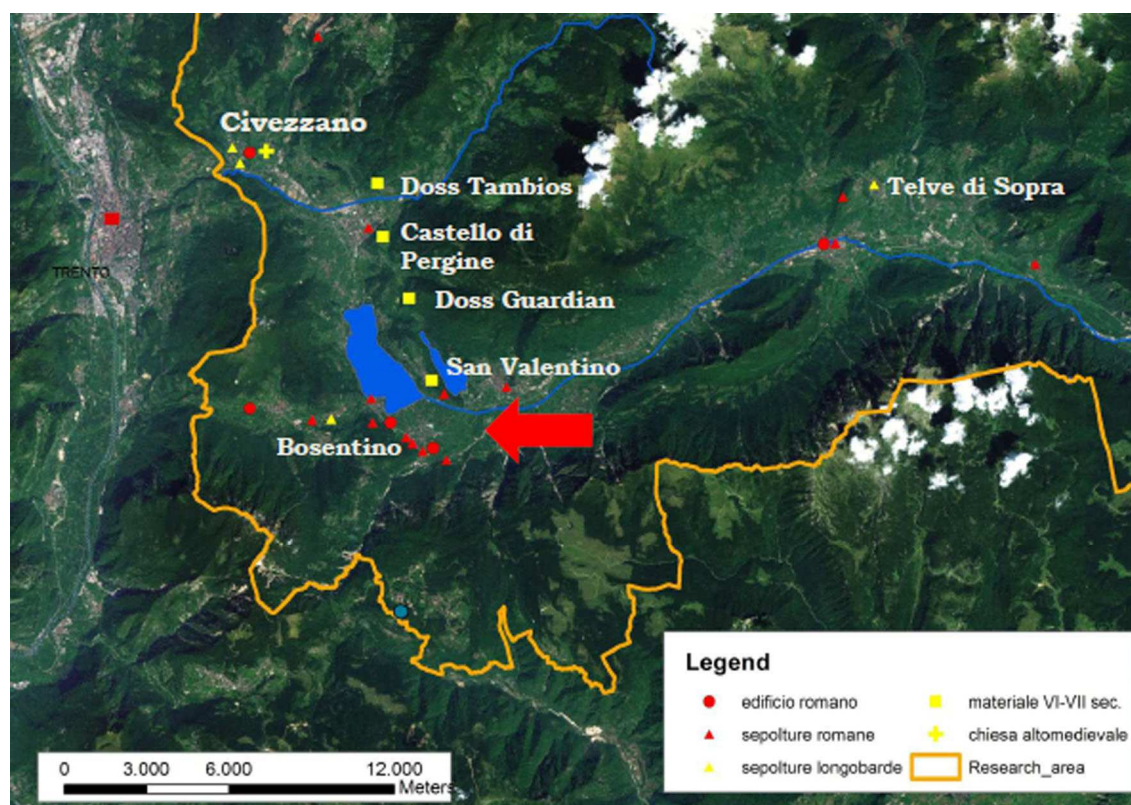 Civezzano
Doss Tambios
Telve di Sopra
Castello di
Pergine
TRENTO
Doss Guardian
San Valentino
Bosentino
Legend
edificio romano
materiale VI-VII sec.
sepolture romane
chiesa altomedievale
sepolture longobarde
Research_area
0 3.000 6.000 12.000
Meters